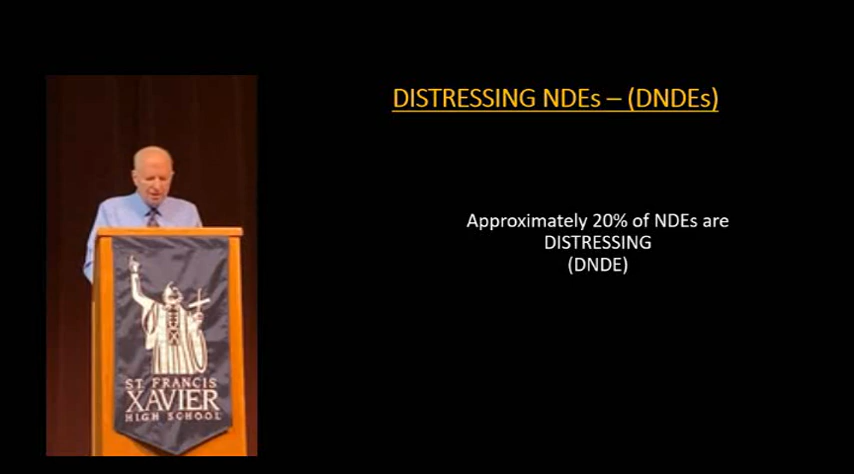 DISTRESSING NDEs – (DNDEs)
Approximately 20% of NDEs are
DISTRESSING
(DNDE)
ST. FRANCIS
XAVIER
HIGH SCHOOL